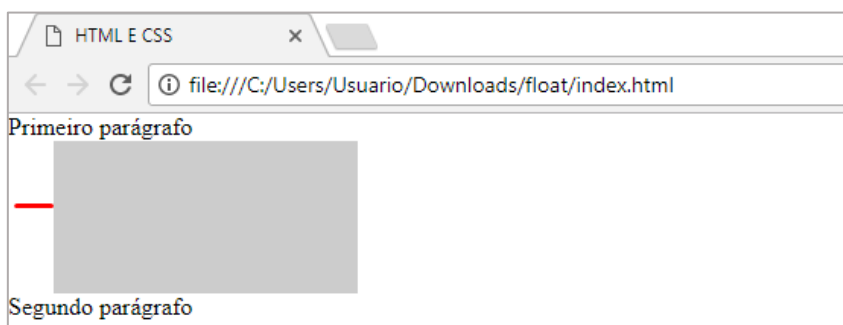 HTML E CSS
file:///C:/Users/Usuario/Downloads/float/index.html
Primeiro parágrafo
Segundo parágrafo